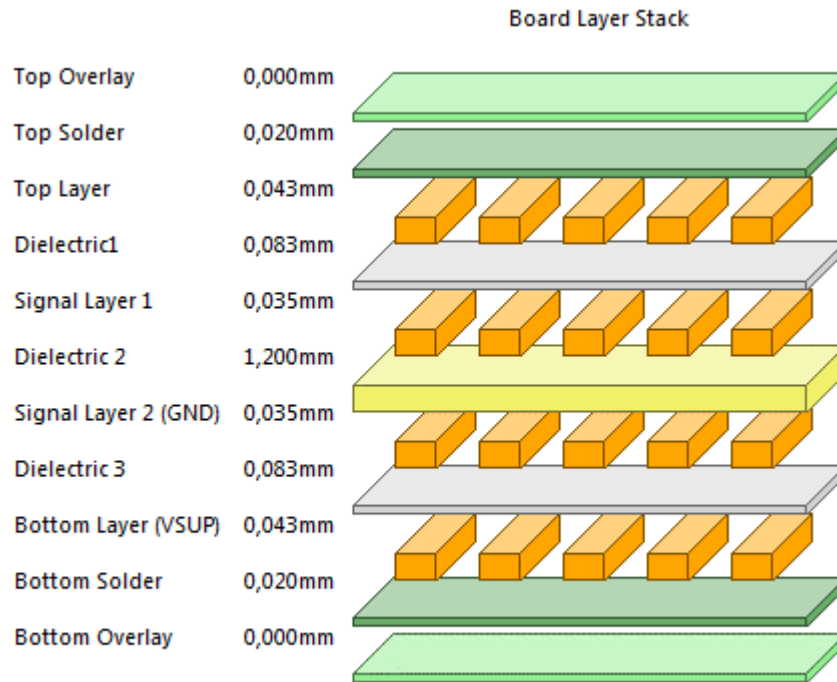 Board Layer Stack
Top Overlay 0,000mm
Top Solder 0,020mm
Top Layer 0,043mm
Dielectric1 0,083mm
Signal Layer 1 0,035mm
Dielectric 2 1,200mm
Signal Layer 2 (GND) 0,035mm
Dielectric 3 0,083mm
Bottom Layer (VSUP) 0,043mm
Bottom Solder 0,020mm
Bottom Overlay 0,000mm